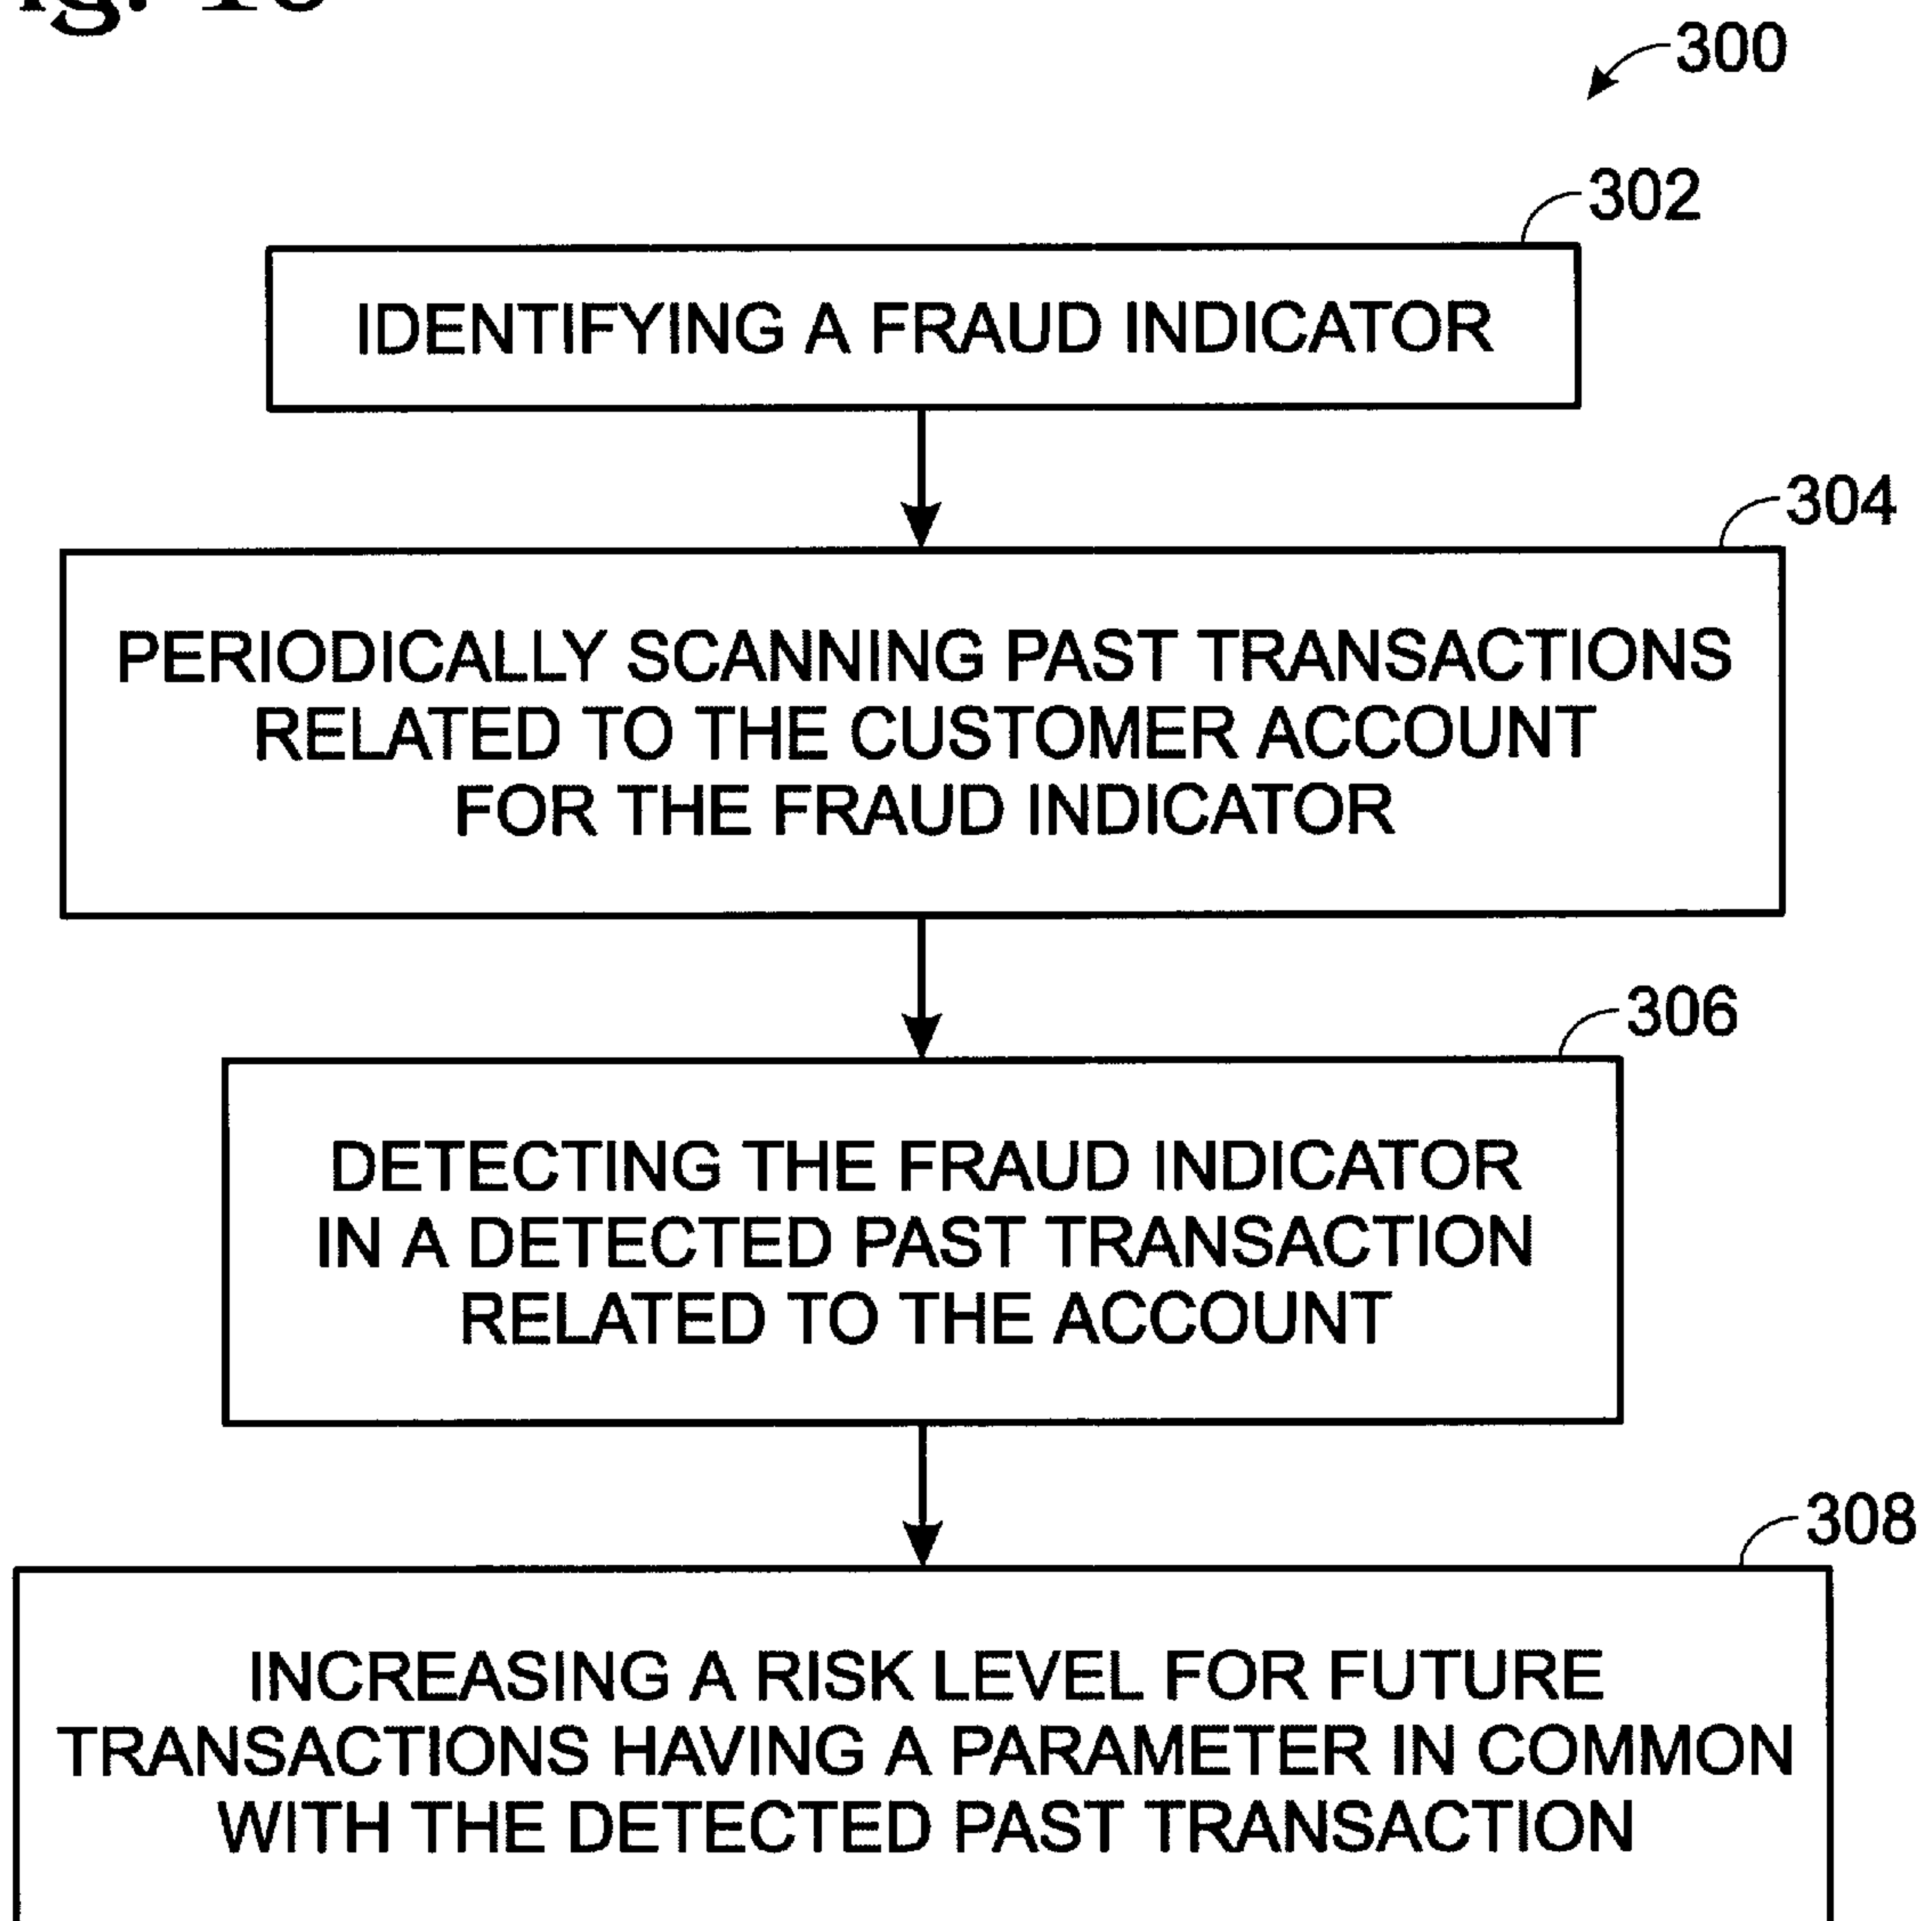 300
302
IDENTIFYING A FRAUD INDICATOR
304
PERIODICALLY SCANNING PAST TRANSACTIONS
RELATED TO THE CUSTOMER ACCOUNT
FOR THE FRAUD INDICATOR
306
DETECTING THE FRAUD INDICATOR
IN A DETECTED PAST TRANSACTION
RELATED TO THE ACCOUNT
308
INCREASING A RISK LEVEL FOR FUTURE
TRANSACTIONS HAVING A PARAMETER IN COMMON
WITH THE DETECTED PAST TRANSACTION